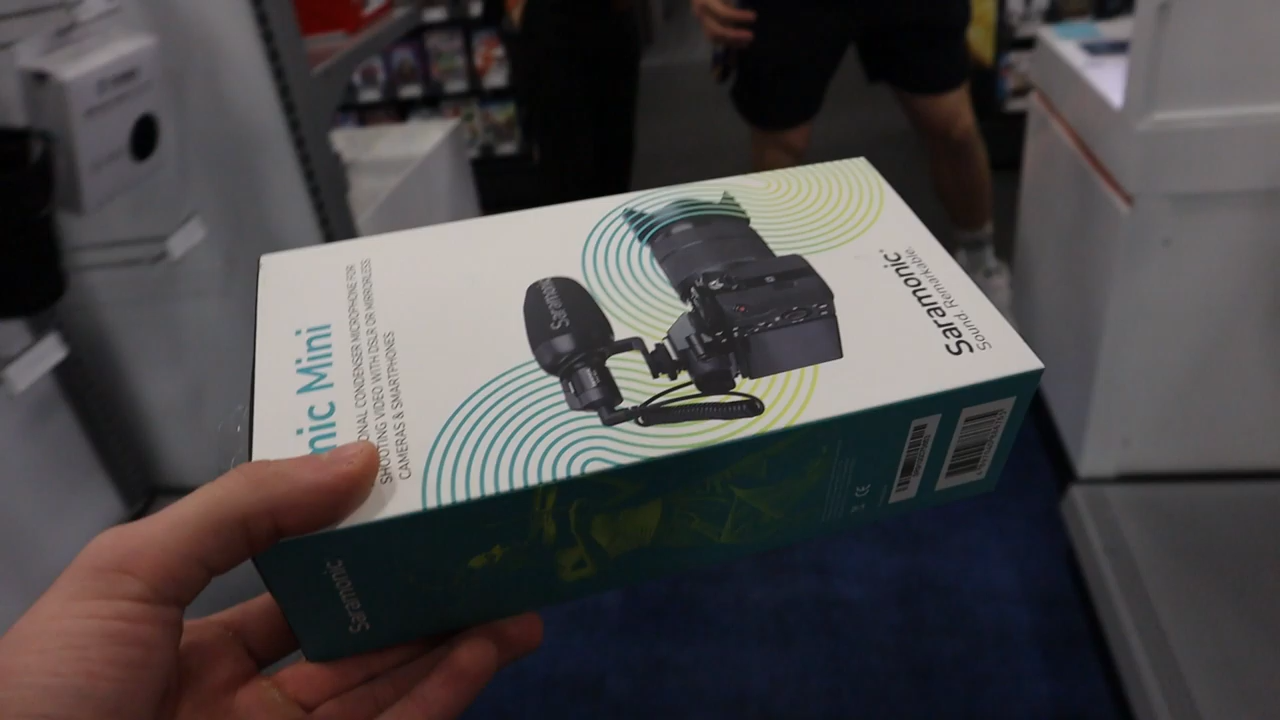 Saramonic
Sound. Remarkable.
Saramonic
nic Mini
ONAL CONDENSER MICROPHONE FOR
SHOOTING VIDEO WITH DSLR OR MIRRORLESS
CAMERAS & SMARTPHONES
Saramonic
CE